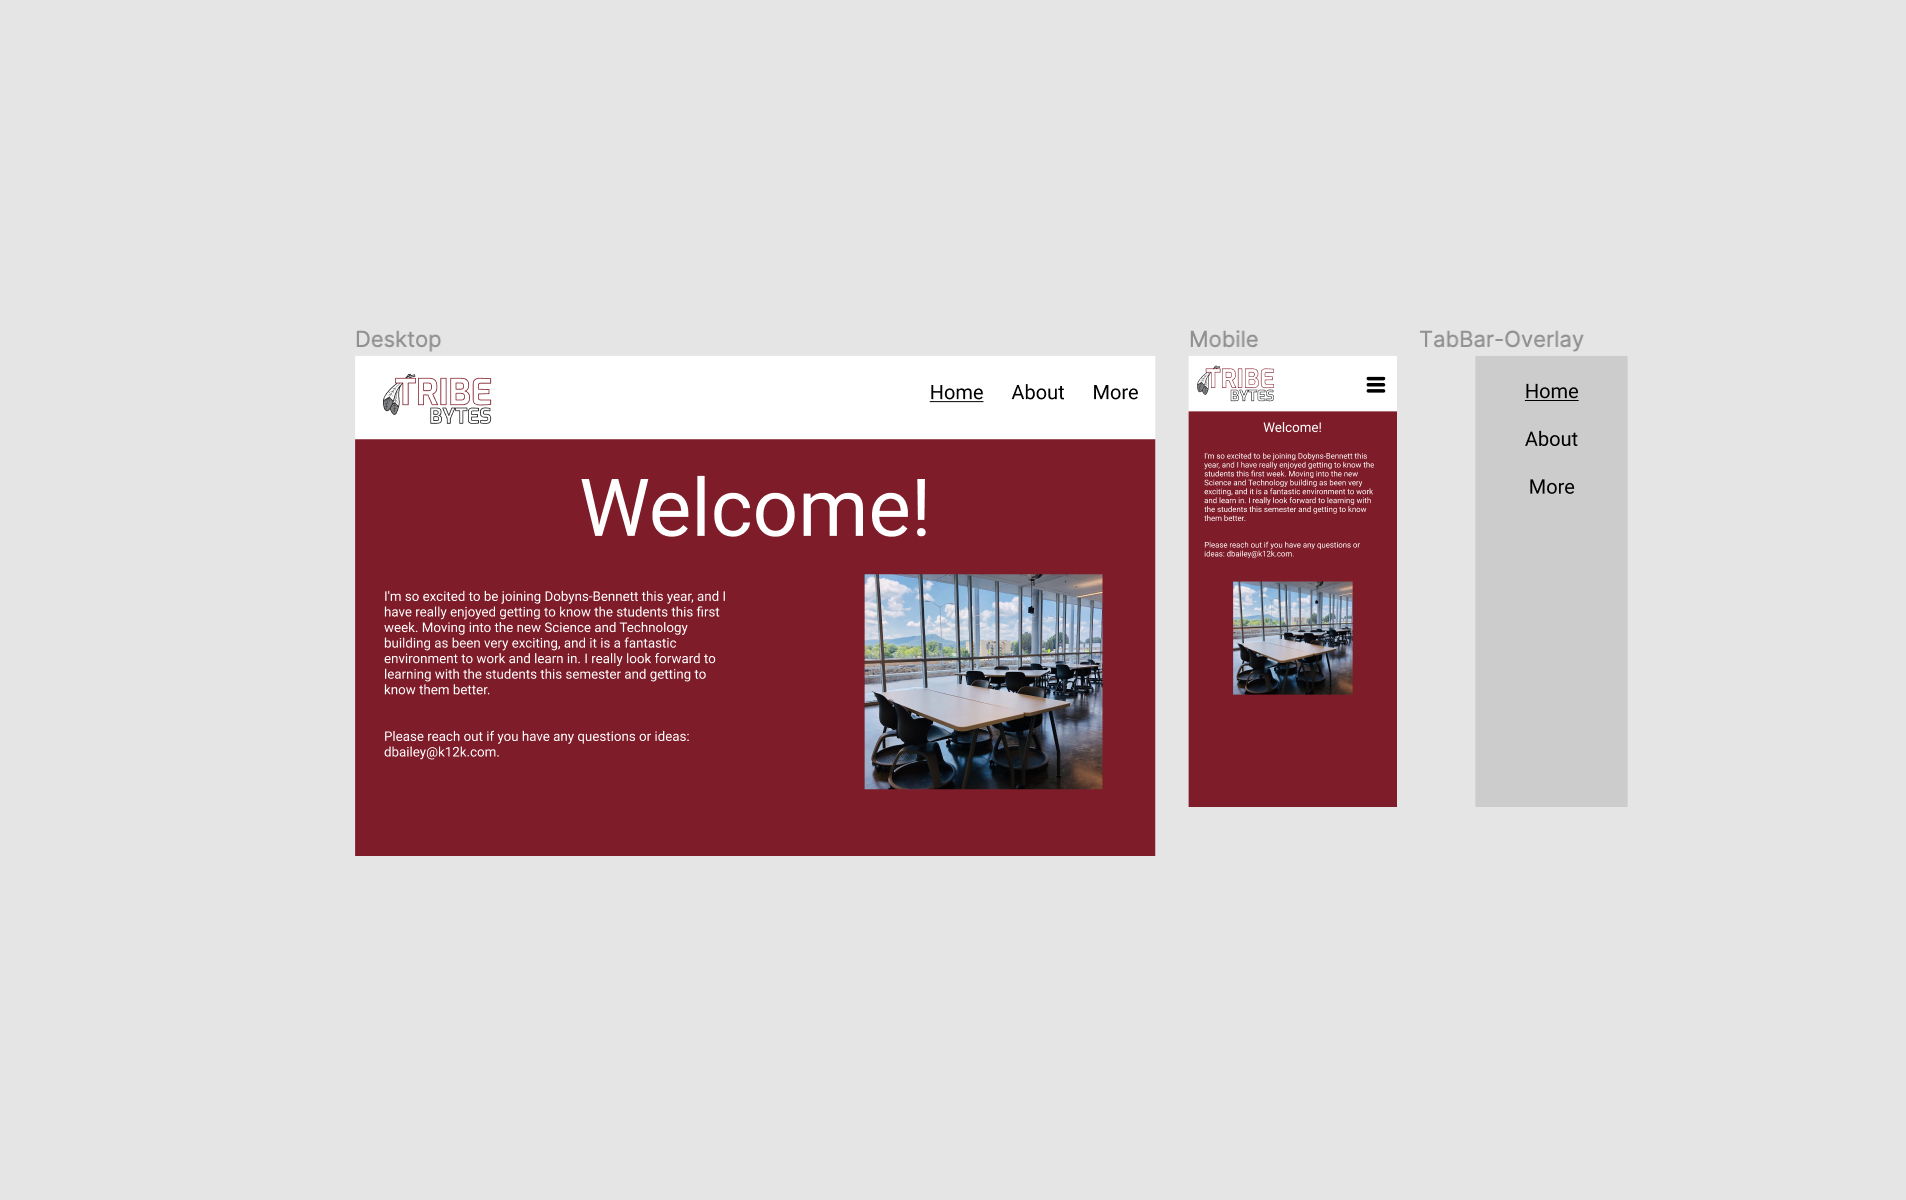 Desktop
TRIBE
BYTES
Home About More
Welcome!
I'm so excited to be joining Dobyns-Bennett this year, and I
have really enjoyed getting to know the students this first
week. Moving into the new Science and Technology
building as been very exciting, and it is a fantastic
environment to work and learn in. I really look forward to
learning with the students this semester and getting to
know them better.
Please reach out if you have any questions or ideas:
dbailey@k12k.com.
Mobile
TRIBE
BYTES
Welcome!
I'm so excited to be joining Dobyns-Bennett this
year, and I have really enjoyed getting to know the
students this first week. Moving into the new
Science and Technology building as been very
exciting, and it is a fantastic environment to work
and learn in. I really look forward to learning with
the students this semester and getting to know
them better.
Please reach out if you have any questions or
ideas: dbailey@k12k.com.
TabBar-Overlay
Home
About
More